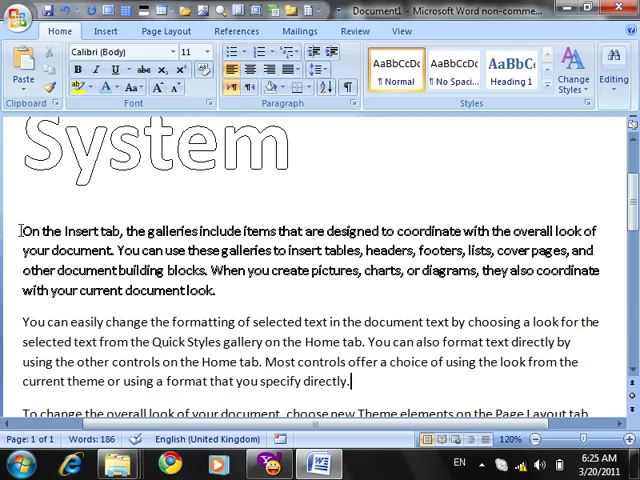 Document1 - Microsoft Word non-comme...
Home Insert Page Layout References Mailings Review View
Calibri (Body) 11
AaBbCcDc AaBbCcDc AaBbC
Paste ¶ Normal ¶ No Spaci... Heading 1 Change Styles Editing
Clipboard Font Paragraph Styles
System
On the Insert tab, the galleries include items that are designed to coordinate with the overall look of
your document. You can use these galleries to insert tables, headers, footers, lists, cover pages, and
other document building blocks. When you create pictures, charts, or diagrams, they also coordinate
with your current document look.
You can easily change the formatting of selected text in the document text by choosing a look for the
selected text from the Quick Styles gallery on the Home tab. You can also format text directly by
using the other controls on the Home tab. Most controls offer a choice of using the look from the
current theme or using a format that you specify directly.
To change the overall look of your document, choose new Theme elements on the Page Layout tab
Page: 1 of 1 Words: 186 English (United Kingdom) 120%
EN 6:25 AM
3/20/2011